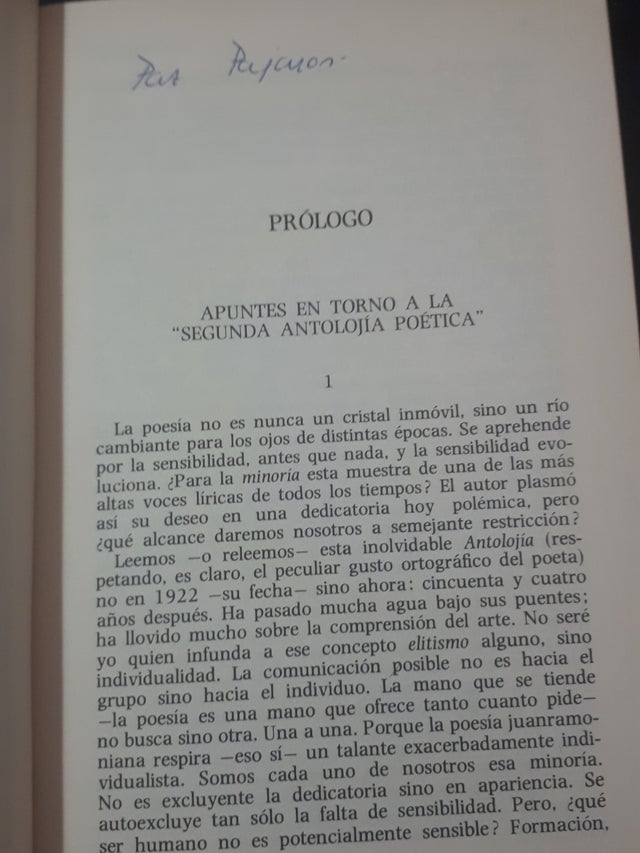 PRÓLOGO
APUNTES EN TORNO A LA
“SEGUNDA ANTOLOJÍA POÉTICA”
1
La poesía no es nunca un cristal inmóvil, sino un río
cambiante para los ojos de distintas épocas. Se aprehende
por la sensibilidad, antes que nada, y la sensibilidad evo-
luciona. ¿Para la minoría esta muestra de una de las más
altas voces líricas de todos los tiempos? El autor plasmó
así su deseo en una dedicatoria hoy polémica, pero
¿qué alcance daremos nosotros a semejante restricción?
Leemos —o releemos— esta inolvidable Antolojía (res-
petando, es claro, el peculiar gusto ortográfico del poeta)
no en 1922 —su fecha— sino ahora: cincuenta y cuatro
años después. Ha pasado mucha agua bajo sus puentes;
ha llovido mucho sobre la comprensión del arte. No seré
yo quien infunda a ese concepto elitismo alguno, sino
individualidad. La comunicación posible no es hacia el
grupo sino hacia el individuo. La mano que se tiende
—la poesía es una mano que ofrece tanto cuanto pide—
no busca sino otra. Una a una. Porque la poesía juanramo-
niana respira —eso sí— un talante exacerbadamente indi-
vidualista. Somos cada uno de nosotros esa minoría.
No es excluyente la dedicatoria sino en apariencia. Se
autoexcluye tan sólo la falta de sensibilidad. Pero, ¿qué
ser humano no es potencialmente sensible? Formación,